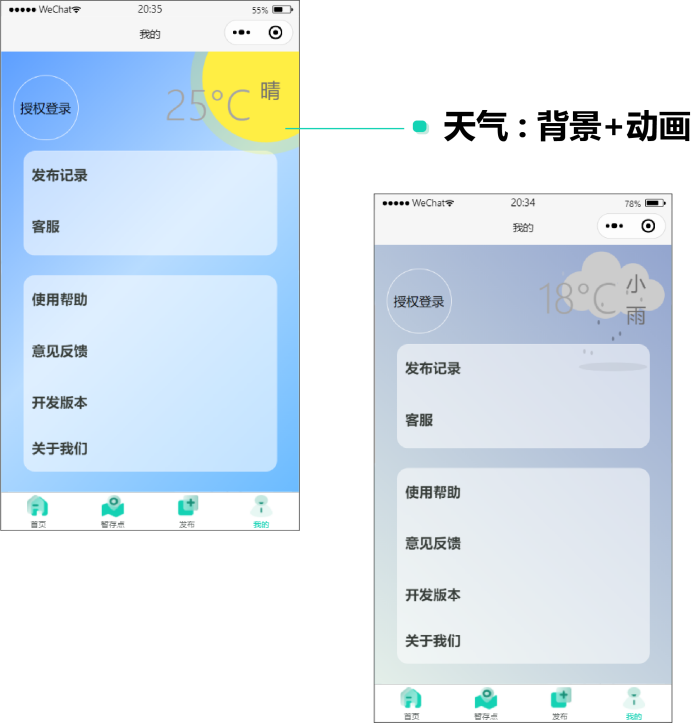 WeChat 20:35 55%
我的
授权登录 25°C 晴
发布记录
客服
使用帮助
意见反馈
开发版本
关于我们
首页 暂存点 发布 我的
天气：背景+动画
WeChat 20:34 78%
我的
授权登录 18°C 小
雨
发布记录
客服
使用帮助
意见反馈
开发版本
关于我们
首页 暂存点 发布 我的